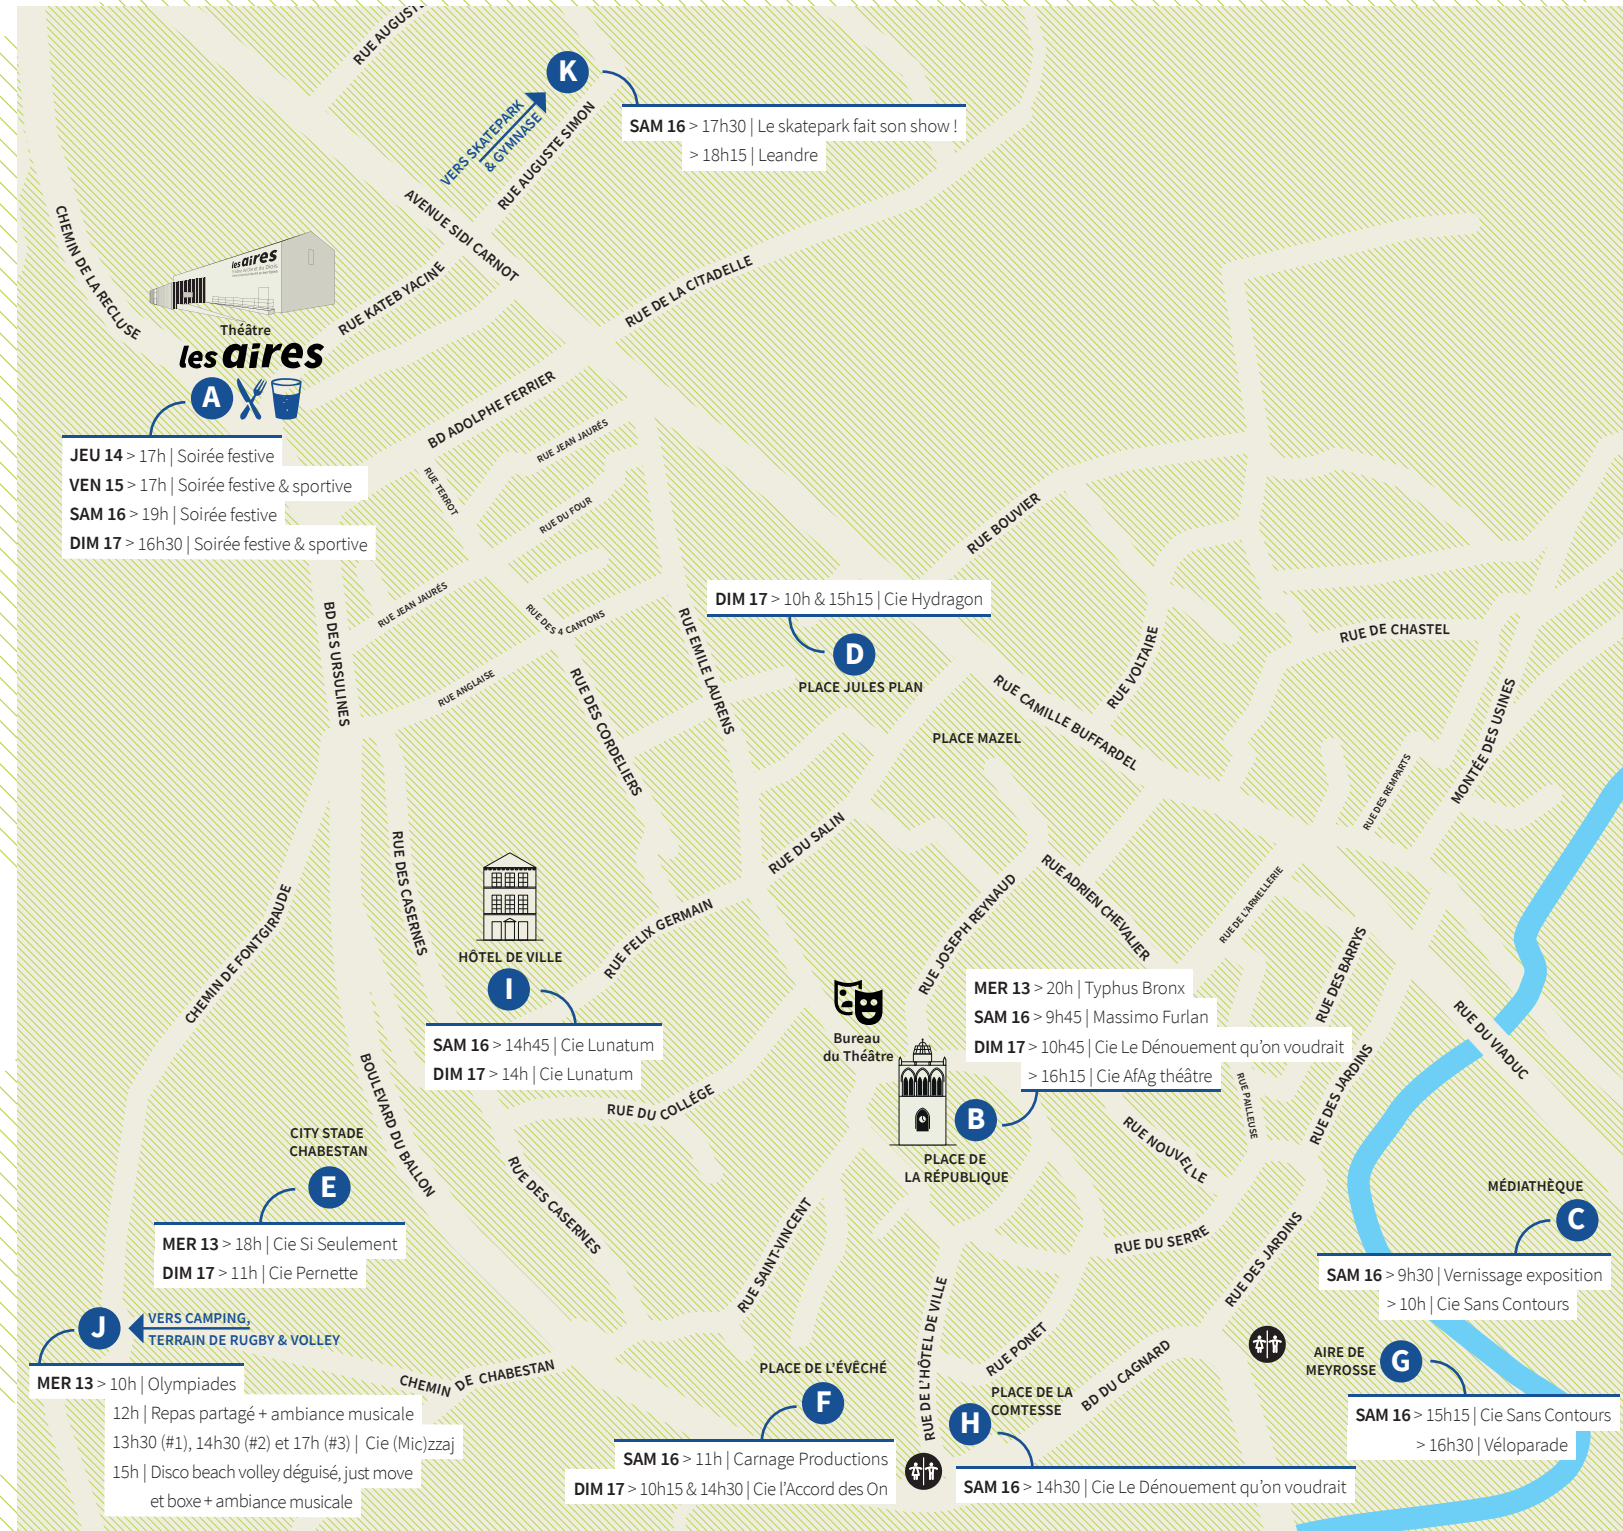 RUE AUGUST
K
VERS SKATEPARK
& GYMNASE
RUE AUGUSTE SIMON
SAM 16 > 17h30 | Le skatepark fait son show !
> 18h15 | Leandre
AVENUE SIDI CARNOT
CHEMIN DE LA RECLUSE
les aires
RUE KATEB YACINE
RUE DE LA CITADELLE
Théâtre
les aires
A
JEU 14 > 17h | Soirée festive
VEN 15 > 17h | Soirée festive & sportive
SAM 16 > 19h | Soirée festive
DIM 17 > 16h30 | Soirée festive & sportive
BD ADOLPHE FERRIER
RUE JEAN JAURÉS
RUE TERROT
RUE DU FOUR
RUE BOUVIER
RUE JEAN JAURÉS
RUE DES 4 CANTONS
BD DES URSULINES
RUE ANGLAISE
RUE EMILE LAURENS
RUE DES CORDELIERS
DIM 17 > 10h & 15h15 | Cie Hydragon
D
PLACE JULES PLAN
RUE VOLTAIRE
RUE DE CHASTEL
RUE CAMILLE BUFFARDEL
PLACE MAZEL
MONTÉE DES USINES
RUE DES REMPARTS
RUE DU SALIN
RUE DES CASERNES
CHEMIN DE FONTGIRAUDE
RUE FELIX GERMAIN
HÔTEL DE VILLE
I
SAM 16 > 14h45 | Cie Lunatum
DIM 17 > 14h | Cie Lunatum
RUE JOSEPH REYNAUD
RUE ADRIEN CHEVALIER
RUE DE L'ARMELLERIE
RUE DES BARRYS
RUE DU VIADUC
Bureau
du Théâtre
MER 13 > 20h | Typhus Bronx
SAM 16 > 9h45 | Massimo Furlan
DIM 17 > 10h45 | Cie Le Dénouement qu'on voudrait
> 16h15 | Cie AfAg théâtre
B
PLACE DE
LA RÉPUBLIQUE
RUE PAILLEUSE
RUE DES JARDINS
RUE NOUVELLE
RUE DU COLLÉGE
BOULEVARD DU BALLON
CITY STADE
CHABESTAN
E
MER 13 > 18h | Cie Si Seulement
DIM 17 > 11h | Cie Pernette
RUE DES CASERNES
RUE SAINT-VINCENT
RUE DU SERRE
RUE DES JARDINS
MÉDIATHÈQUE
C
SAM 16 > 9h30 | Vernissage exposition
> 10h | Cie Sans Contours
J
VERS CAMPING,
TERRAIN DE RUGBY & VOLLEY
MER 13 > 10h | Olympiades
12h | Repas partagé + ambiance musicale
13h30 (#1), 14h30 (#2) et 17h (#3) | Cie (Mic)zzaj
15h | Disco beach volley déguisé, just move
et boxe + ambiance musicale
CHEMIN DE CHABESTAN
RUE DE L'HÔTEL DE VILLE
RUE PONET
BD DU CAGNARD
PLACE DE L'ÉVÊCHÉ
F
SAM 16 > 11h | Carnage Productions
DIM 17 > 10h15 & 14h30 | Cie l'Accord des On
PLACE DE LA
COMTESSE
H
SAM 16 > 14h30 | Cie Le Dénouement qu'on voudrait
AIRE DE
MEYROSSE
G
SAM 16 > 15h15 | Cie Sans Contours
> 16h30 | Véloparade